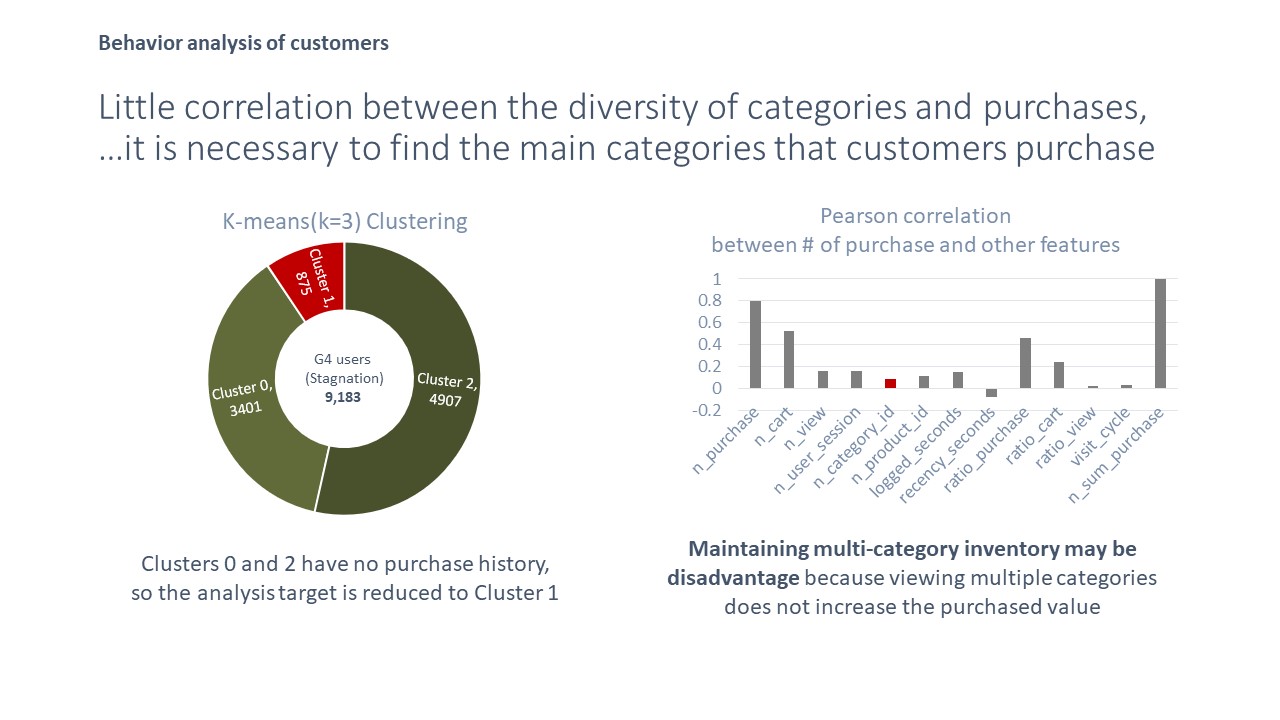 Behavior analysis of customers
Little correlation between the diversity of categories and purchases,
…it is necessary to find the main categories that customers purchase
K-means(k=3) Clustering
Cluster 1,
875
Cluster 0,
3401
G4 users
(Stagnation)
9,183
Cluster 2,
4907
Clusters 0 and 2 have no purchase history,
so the analysis target is reduced to Cluster 1
Pearson correlation
between # of purchase and other features
1
0.8
0.6
0.4
0.2
0
-0.2
n_purchase
n_cart
n_view
n_user_session
n_category_id
n_product_id
logged_seconds
recency_seconds
ratio_purchase
ratio_cart
ratio_view
visit_cycle
n_sum_purchase
Maintaining multi-category inventory may be
disadvantage because viewing multiple categories
does not increase the purchased value